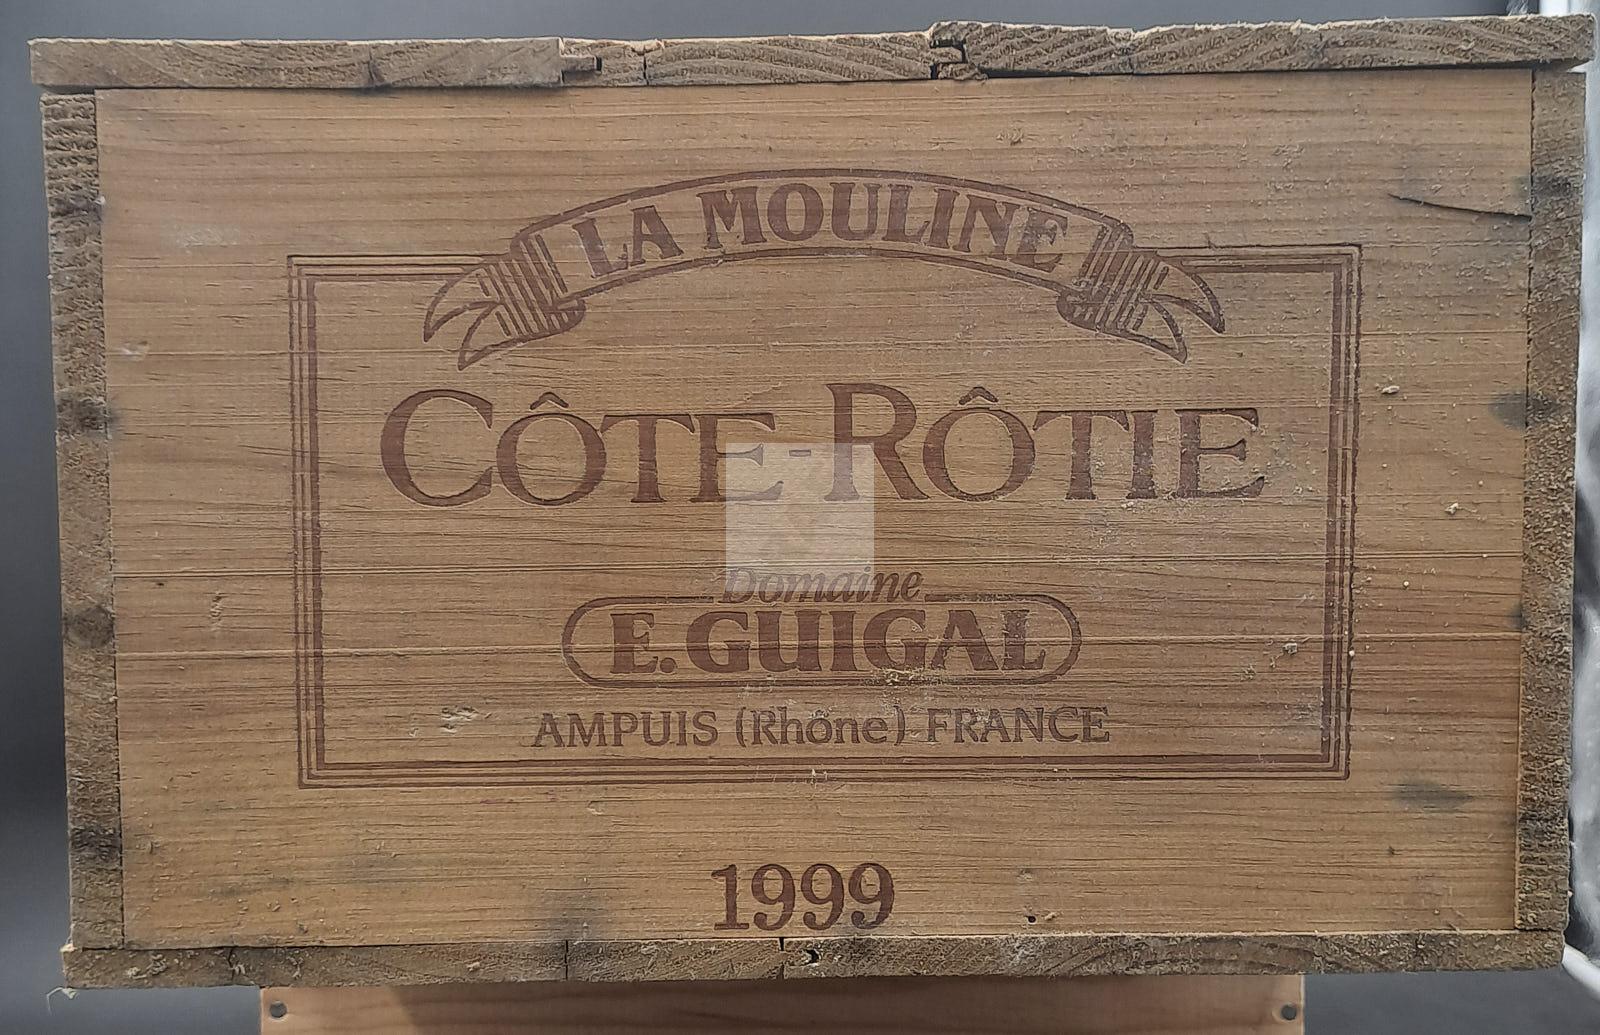 LA MOULINE
CÔTE-RÔTIE
Domaine
E. GUIGAL
AMPUIS (Rhône) FRANCE
1999